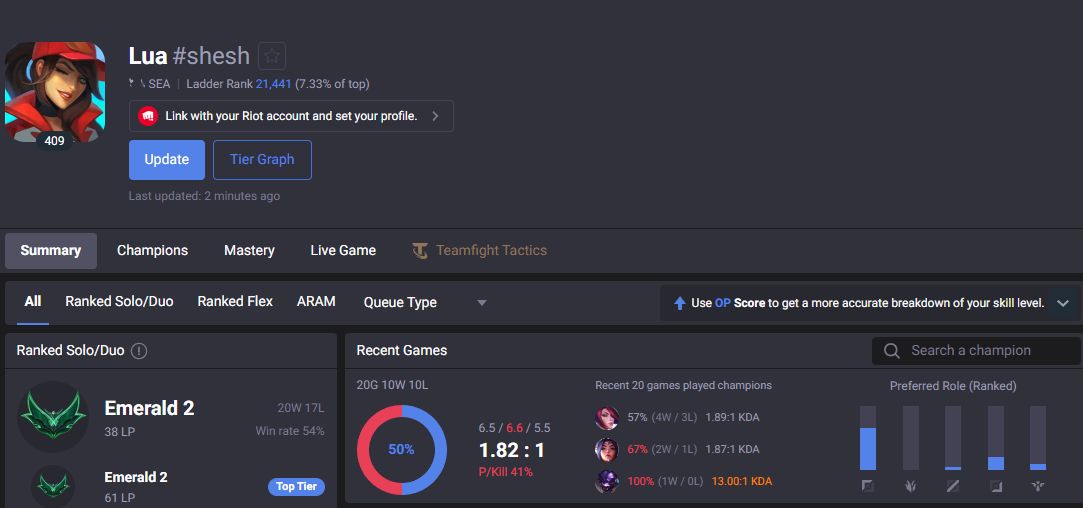 Lua #shesh
SEA | Ladder Rank 21,441 (7.33% of top)
Link with your Riot account and set your profile.
409
Update
Tier Graph
Last updated: 2 minutes ago
Summary
Champions
Mastery
Live Game
Teamfight Tactics
All
Ranked Solo/Duo
Ranked Flex
ARAM
Queue Type
Use OP Score to get a more accurate breakdown of your skill level.
Ranked Solo/Duo
Emerald 2
20W 17L
38 LP
Win rate 54%
Emerald 2
61 LP
Top Tier
Recent Games
Search a champion
20G 10W 10L
50%
6.5 / 6.6 / 5.5
1.82 : 1
P/Kill 41%
Recent 20 games played champions
57% (4W / 3L) 1.89:1 KDA
67% (2W / 1L) 1.87:1 KDA
100% (1W / 0L) 13.00:1 KDA
Preferred Role (Ranked)